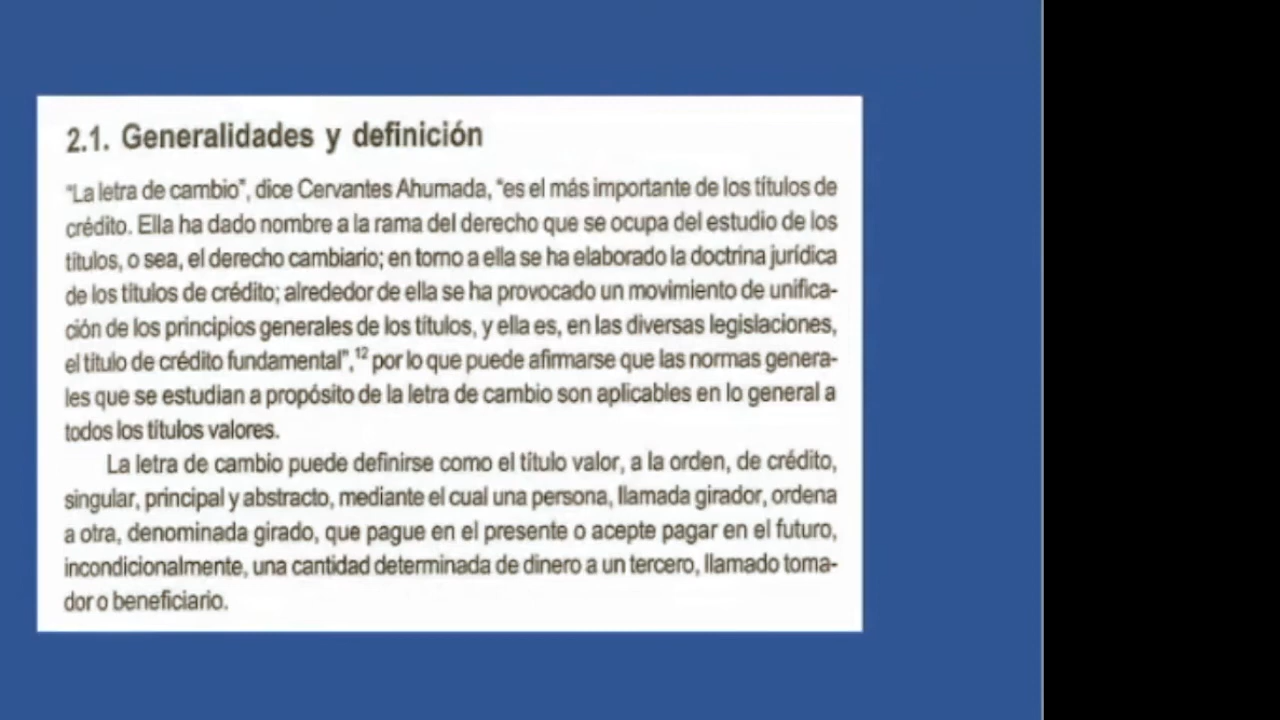 2.1. Generalidades y definición
"La letra de cambio", dice Cervantes Ahumada, "es el más importante de los títulos de
crédito. Ella ha dado nombre a la rama del derecho que se ocupa del estudio de los
títulos, o sea, el derecho cambiario; en torno a ella se ha elaborado la doctrina jurídica
de los títulos de crédito; alrededor de ella se ha provocado un movimiento de unifica-
ción de los principios generales de los títulos, y ella es, en las diversas legislaciones,
el título de crédito fundamental",¹² por lo que puede afirmarse que las normas genera-
les que se estudian a propósito de la letra de cambio son aplicables en lo general a
todos los títulos valores.
La letra de cambio puede definirse como el título valor, a la orden, de crédito,
singular, principal y abstracto, mediante el cual una persona, llamada girador, ordena
a otra, denominada girado, que pague en el presente o acepte pagar en el futuro,
incondicionalmente, una cantidad determinada de dinero a un tercero, llamado toma-
dor o beneficiario.